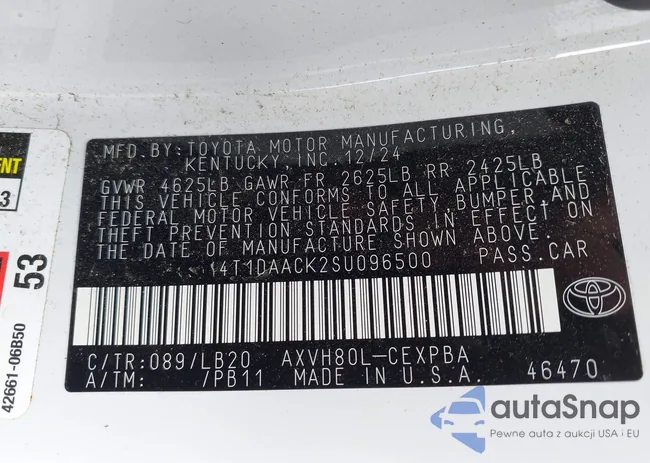 MFD.BY:TOYOTA MOTOR MANUFACTURING,
KENTUCKY,INC.12/24
GVWR 4625LB GAWR FR 2625LB RR 2425LB
THIS VEHICLE CONFORMS TO ALL APPLICABLE
FEDERAL MOTOR VEHICLE SAFETY,BUMPER,AND
THEFT PREVENTION STANDARDS IN EFFECT ON
THE DATE OF MANUFACTURE SHOWN ABOVE.
14T1DAACK2SU096500 PASS.CAR
C/TR:089/LB20 AXVH80L-CEXPBA
A/TM: /PB11 MADE IN U.S.A. 46470
ENT
3
53
42661-06B50
autaSnap
Pewne auta z aukcji USA i EU